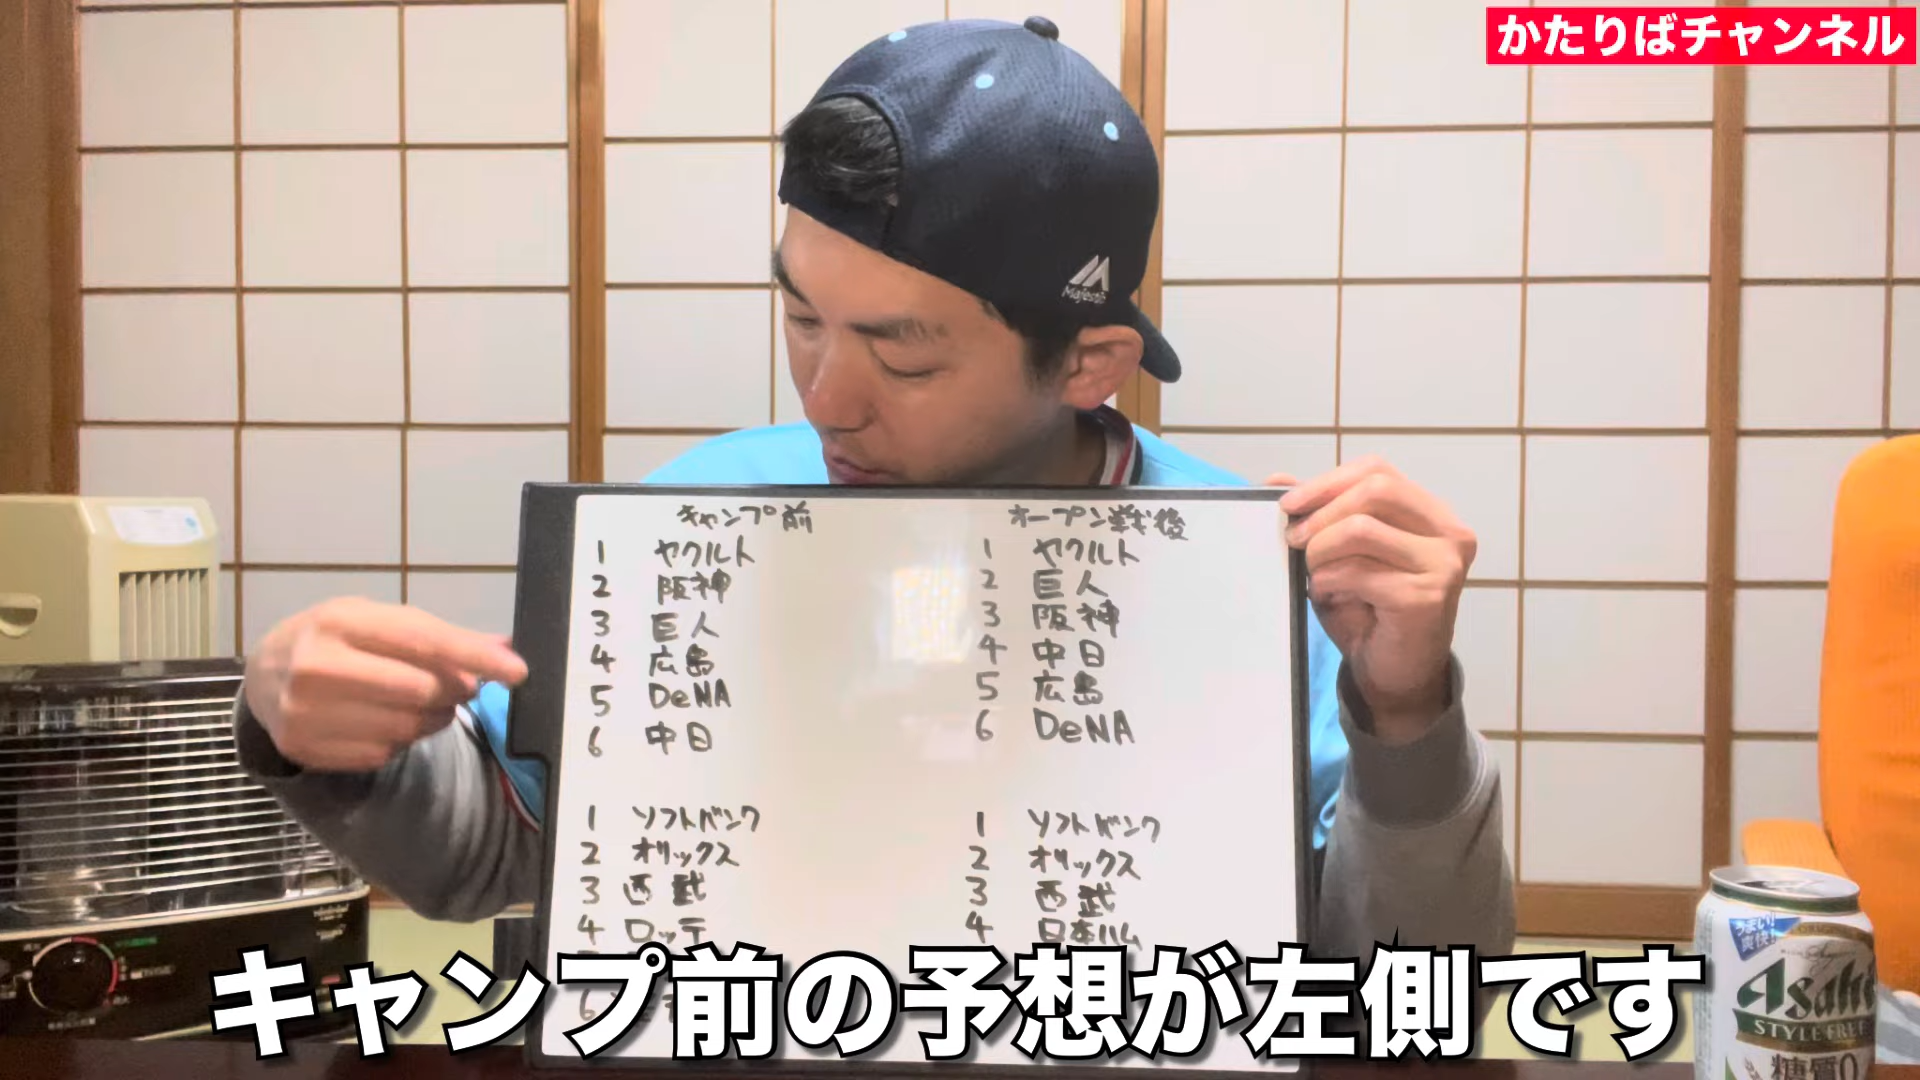 かたりばチャンネル
Majestic
キャンプ前
1 ヤクルト
2 阪神
3 巨人
4 広島
5 DeNA
6 中日
1 ソフトバンク
2 オリックス
3 西武
4 ロッテ
6
オープン戦後
1 ヤクルト
2 巨人
3 阪神
4 中日
5 広島
6 DeNA
1 ソフトバンク
2 オリックス
3 西武
4 日本ハム
キャンプ前の予想が左側です
うまい!
爽快!
Asahi
STYLE FREE
糖質0